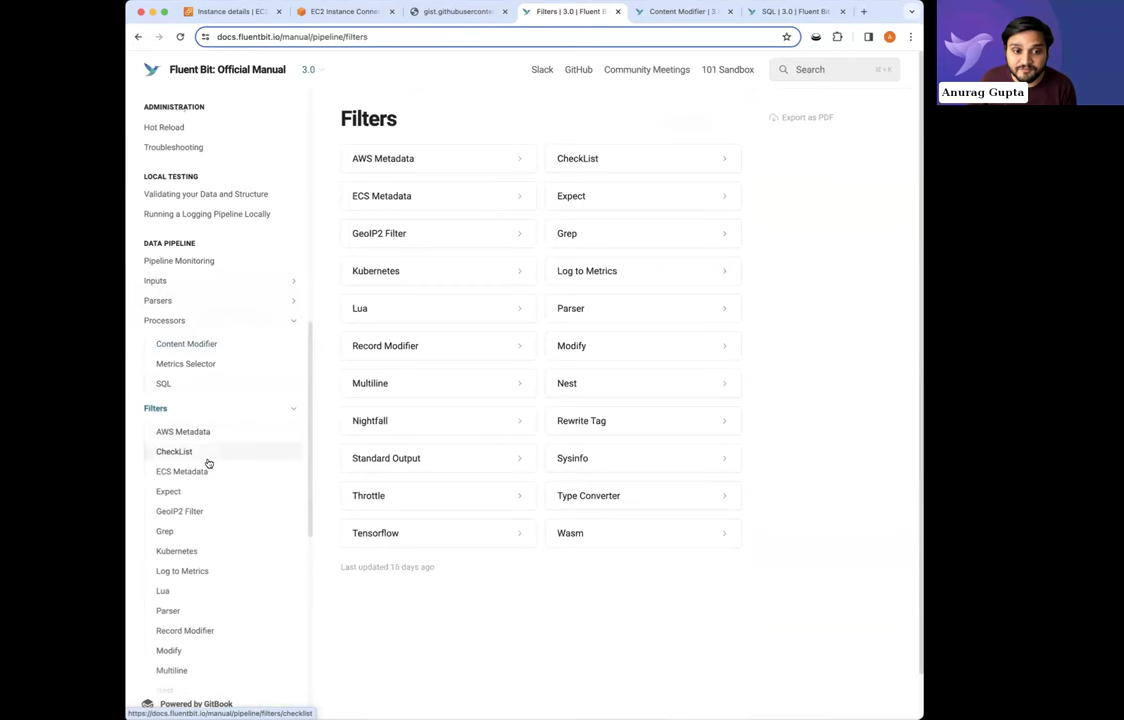 Instance details | EC2
EC2 Instance Connec
gist.githubuserconte
Filters | 3.0 | Fluent B
Content Modifier | 3.
SQL | 3.0 | Fluent Bit:
docs.fluentbit.io/manual/pipeline/filters
A
Fluent Bit: Official Manual
3.0
Slack
GitHub
Community Meetings
101 Sandbox
Search
⌘+K
Anurag Gupta
ADMINISTRATION
Hot Reload
Troubleshooting
LOCAL TESTING
Validating your Data and Structure
Running a Logging Pipeline Locally
DATA PIPELINE
Pipeline Monitoring
Inputs
Parsers
Processors
Content Modifier
Metrics Selector
SQL
Filters
AWS Metadata
CheckList
ECS Metadata
Expect
GeoIP2 Filter
Grep
Kubernetes
Log to Metrics
Lua
Parser
Record Modifier
Modify
Multiline
Nest
Powered by GitBook
https://docs.fluentbit.io/manual/pipeline/filters/checklist
Filters
Export as PDF
AWS Metadata
CheckList
ECS Metadata
Expect
GeoIP2 Filter
Grep
Kubernetes
Log to Metrics
Lua
Parser
Record Modifier
Modify
Multiline
Nest
Nightfall
Rewrite Tag
Standard Output
Sysinfo
Throttle
Type Converter
Tensorflow
Wasm
Last updated 16 days ago